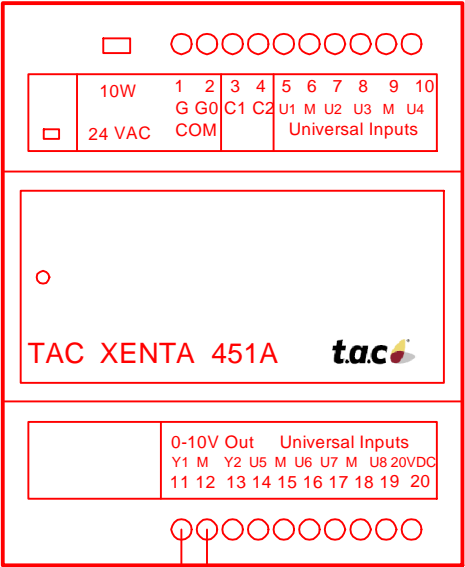 10W 1 2 3 4 5 6 7 8 9 10
G G0 C1 C2 U1 M U2 U3 M U4
24 VAC COM Universal Inputs
TAC XENTA 451A t.a.c
0-10V Out Universal Inputs
Y1 M Y2 U5 M U6 U7 M U8 20VDC
11 12 13 14 15 16 17 18 19 20